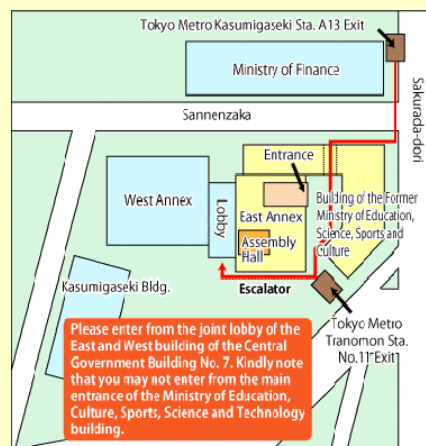 Tokyo Metro Kasumigaseki Sta. A13 Exit
Ministry of Finance
Sakurada-dori
Sannenzaka
Entrance
West Annex
Lobby
East Annex
Building of the Former
Ministry of Education,
Science, Sports and
Culture
Assembly
Hall
Kasumigaseki Bldg.
Escalator
Tokyo Metro
Tranomon Sta.
No.11 Exit
Please enter from the joint lobby of the
East and West building of the Central
Government Building No. 7. Kindly note
that you may not enter from the main
entrance of the Ministry of Education,
Culture, Sports, Science and Technology
building.